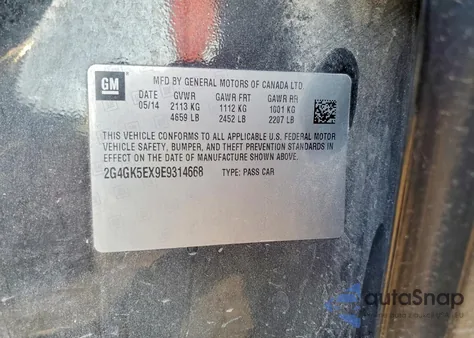 GM
MFD BY GENERAL MOTORS OF CANADA LTD.
DATE GVWR GAWR FRT GAWR RR
05/14 2113 KG 1112 KG 1001 KG
4659 LB 2452 LB 2207 LB
THIS VEHICLE CONFORMS TO ALL APPLICABLE U.S. FEDERAL MOTOR
VEHICLE SAFETY, BUMPER, AND THEFT PREVENTION STANDARDS IN
EFFECT ON THE DATE OF MANUFACTURE SHOWN ABOVE.
2G4GK5EX9E9314668 TYPE: PASS CAR
autaSnap